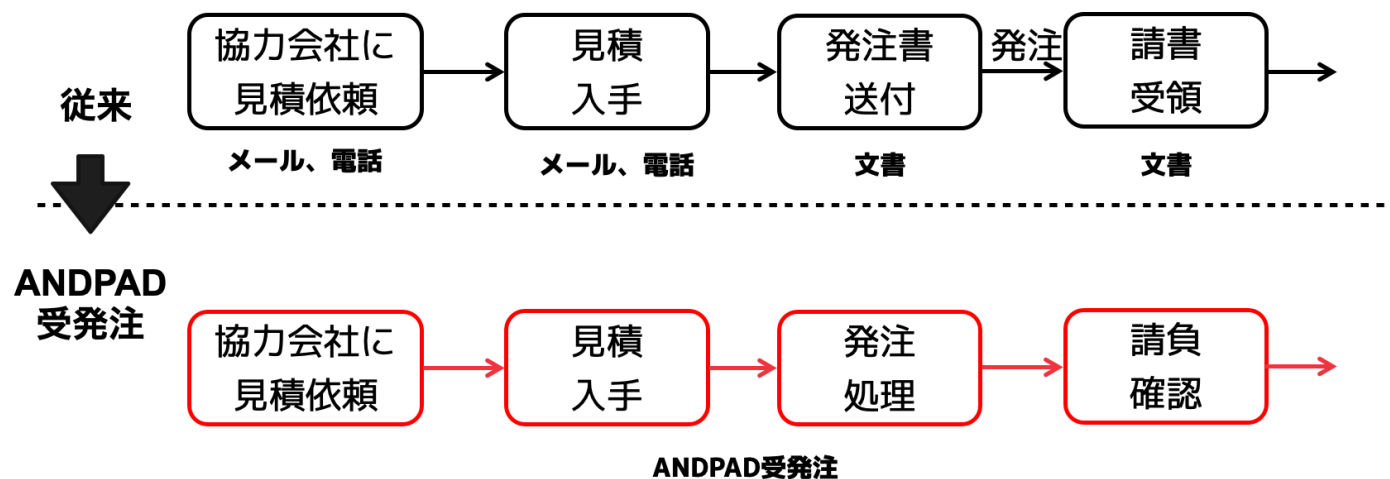 協力会社に
見積依頼
見積
入手
発注書
送付
発注
請書
受領
従来
メール、電話
メール、電話
文書
文書
ANDPAD
受発注
協力会社に
見積依頼
見積
入手
発注
処理
請負
確認
ANDPAD受発注